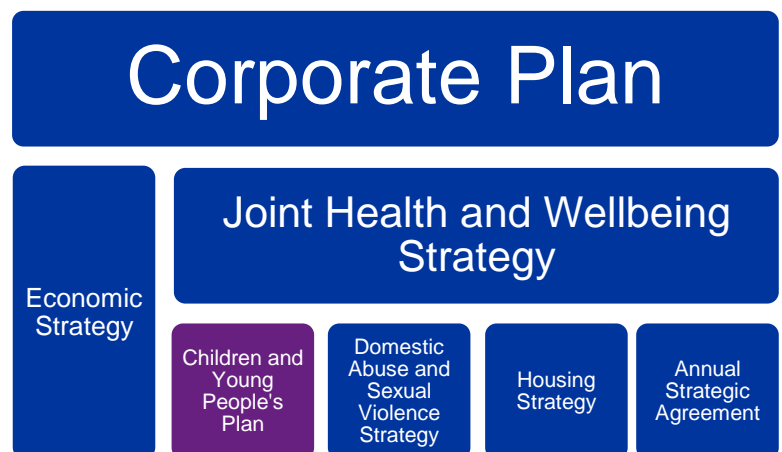 Corporate Plan
Joint Health and Wellbeing
Strategy
Economic
Strategy
Children and
Young
People's
Plan
Domestic
Abuse and
Sexual
Violence
Strategy
Housing
Strategy
Annual
Strategic
Agreement